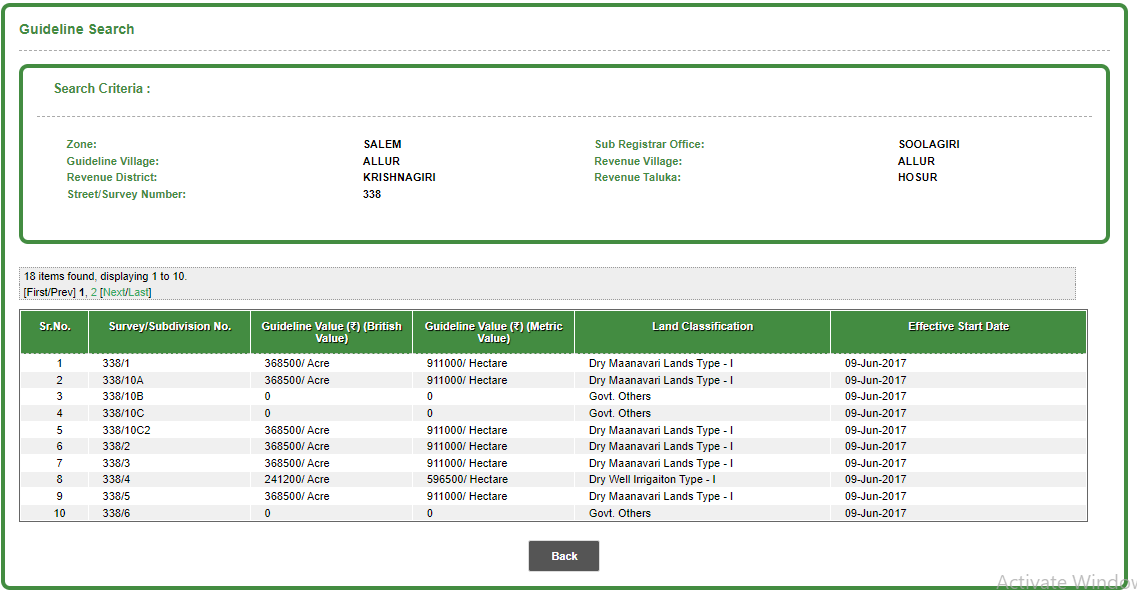 Guideline Search
Search Criteria :
Zone: SALEM Sub Registrar Office: SOOLAGIRI
Guideline Village: ALLUR Revenue Village: ALLUR
Revenue District: KRISHNAGIRI Revenue Taluka: HOSUR
Street/Survey Number: 338
18 items found, displaying 1 to 10.
[First/Prev] 1, 2 [Next/Last]
Sr.No. Survey/Subdivision No. Guideline Value (₹) (British Value) Guideline Value (₹) (Metric Value) Land Classification Effective Start Date
1 338/1 368500/ Acre 911000/ Hectare Dry Maanavari Lands Type - I 09-Jun-2017
2 338/10A 368500/ Acre 911000/ Hectare Dry Maanavari Lands Type - I 09-Jun-2017
3 338/10B 0 0 Govt. Others 09-Jun-2017
4 338/10C 0 0 Govt. Others 09-Jun-2017
5 338/10C2 368500/ Acre 911000/ Hectare Dry Maanavari Lands Type - I 09-Jun-2017
6 338/2 368500/ Acre 911000/ Hectare Dry Maanavari Lands Type - I 09-Jun-2017
7 338/3 368500/ Acre 911000/ Hectare Dry Maanavari Lands Type - I 09-Jun-2017
8 338/4 241200/ Acre 596500/ Hectare Dry Well Irrigaiton Type - I 09-Jun-2017
9 338/5 368500/ Acre 911000/ Hectare Dry Maanavari Lands Type - I 09-Jun-2017
10 338/6 0 0 Govt. Others 09-Jun-2017
Back
Activate Window